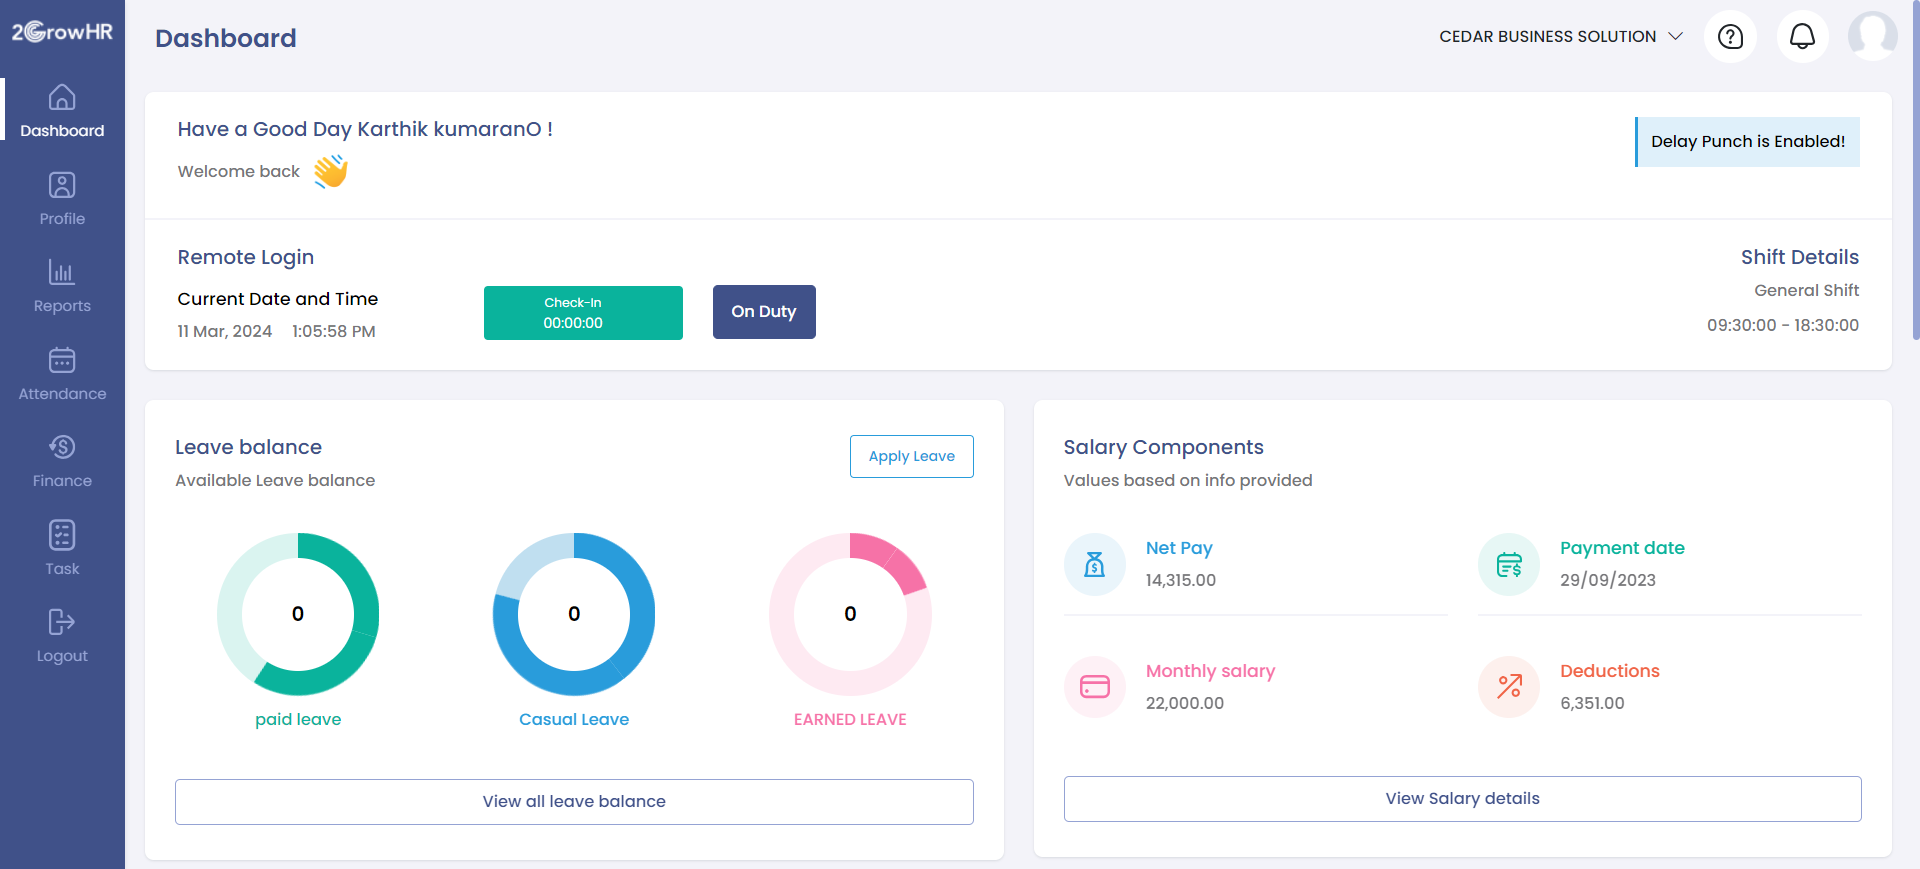 2GrowHR
Dashboard
Profile
Reports
Attendance
Finance
Task
Logout
Dashboard
CEDAR BUSINESS SOLUTION
Have a Good Day Karthik kumaranO !
Welcome back
Delay Punch is Enabled!
Remote Login
Current Date and Time
11 Mar, 2024 1:05:58 PM
Check-In
00:00:00
On Duty
Shift Details
General Shift
09:30:00 - 18:30:00
Leave balance
Available Leave balance
Apply Leave
0
paid leave
0
Casual Leave
0
EARNED LEAVE
View all leave balance
Salary Components
Values based on info provided
Net Pay
14,315.00
Payment date
29/09/2023
Monthly salary
22,000.00
Deductions
6,351.00
View Salary details